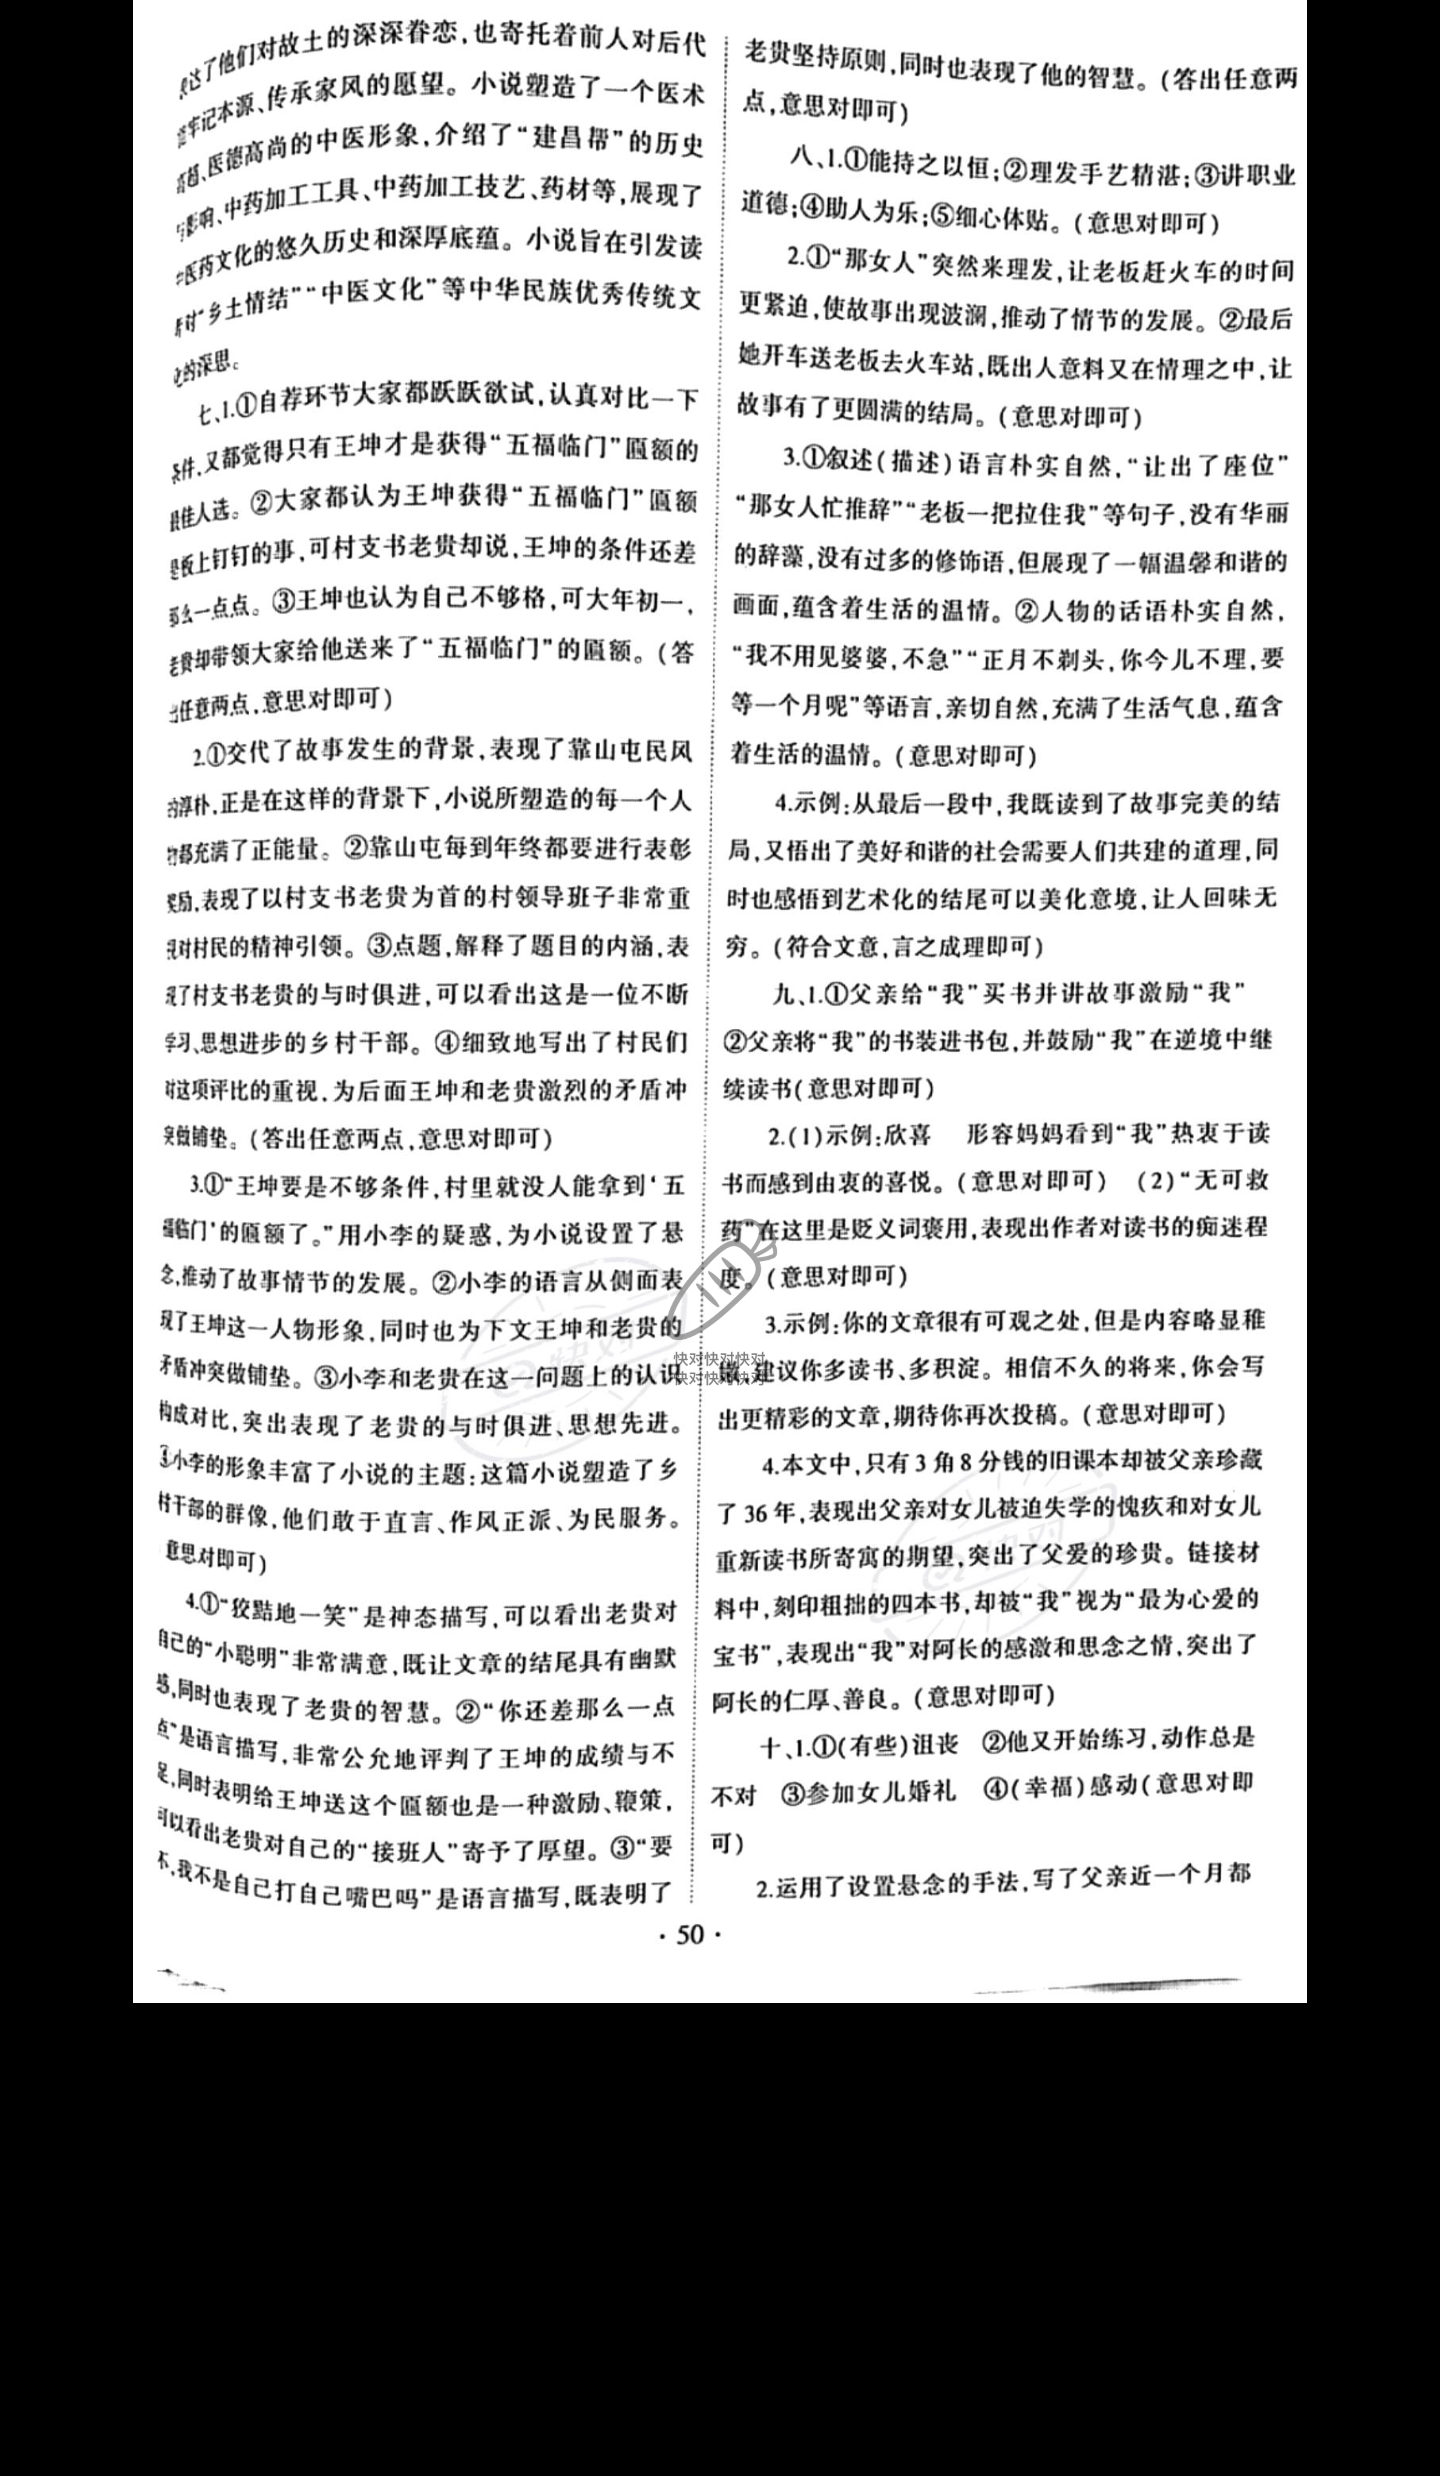 达了他们对故土的深深眷恋,也寄托着前人对后代
牢记本源、传承家风的愿望。小说塑造了一个医术
高超、医德高尚的中医形象,介绍了“建昌帮”的历史
与影响、中药加工工具、中药加工技艺、药材等,展现了
中医药文化的悠久历史和深厚底蕴。小说旨在引发读
者对“乡土情结”“中医文化”等中华民族优秀传统文
化的深思。
七、1.①自荐环节大家都跃跃欲试,认真对比一下
条件,又都觉得只有王坤才是获得“五福临门”匾额的
最佳人选。②大家都认为王坤获得“五福临门”匾额
是板上钉钉的事,可村支书老贵却说,王坤的条件还差
那么一点点。③王坤也认为自己不够格,可大年初一,
老贵却带领大家给他送来了“五福临门”的匾额。(答
出任意两点,意思对即可)
2.①交代了故事发生的背景,表现了靠山屯民风
的淳朴,正是在这样的背景下,小说所塑造的每一个人
物都充满了正能量。②靠山屯每到年终都要进行表彰
奖励,表现了以村支书老贵为首的村领导班子非常重
视对村民的精神引领。③点题,解释了题目的内涵,表
现了村支书老贵的与时俱进,可以看出这是一位不断
学习、思想进步的乡村干部。④细致地写出了村民们
对这项评比的重视,为后面王坤和老贵激烈的矛盾冲
突做铺垫。(答出任意两点,意思对即可)
3.①“王坤要是不够条件,村里就没人能拿到‘五
福临门’的匾额了。”用小李的疑惑,为小说设置了悬
念,推动了故事情节的发展。②小李的语言从侧面表
现了王坤这一人物形象,同时也为下文王坤和老贵的
矛盾冲突做铺垫。③小李和老贵在这一问题上的认识
构成对比,突出表现了老贵的与时俱进、思想先进。
④小李的形象丰富了小说的主题:这篇小说塑造了乡
村干部的群像,他们敢于直言、作风正派、为民服务。
意思对即可)
4.①“狡黠地一笑”是神态描写,可以看出老贵对
自己的“小聪明”非常满意,既让文章的结尾具有幽默
感,同时也表现了老贵的智慧。②“你还差那么一点
点”是语言描写,非常公允地评判了王坤的成绩与不
足,同时表明给王坤送这个匾额也是一种激励、鞭策,
可以看出老贵对自己的“接班人”寄予了厚望。③“要
不,我不是自己打自己嘴巴吗”是语言描写,既表明了
老贵坚持原则,同时也表现了他的智慧。(答出任意两
点,意思对即可)
八、1.①能持之以恒;②理发手艺精湛;③讲职业
道德;④助人为乐;⑤细心体贴。(意思对即可)
2.①“那女人”突然来理发,让老板赶火车的时间
更紧迫,使故事出现波澜,推动了情节的发展。②最后
她开车送老板去火车站,既出人意料又在情理之中,让
故事有了更圆满的结局。(意思对即可)
3.①叙述(描述)语言朴实自然,“让出了座位”
“那女人忙推辞”“老板一把拉住我”等句子,没有华丽
的辞藻,没有过多的修饰语,但展现了一幅温馨和谐的
画面,蕴含着生活的温情。②人物的话语朴实自然,
“我不用见婆婆,不急”“正月不剃头,你今儿不理,要
等一个月呢”等语言,亲切自然,充满了生活气息,蕴含
着生活的温情。(意思对即可)
4.示例:从最后一段中,我既读到了故事完美的结
局,又悟出了美好和谐的社会需要人们共建的道理,同
时也感悟到艺术化的结尾可以美化意境,让人回味无
穷。(符合文意,言之成理即可)
九、1.①父亲给“我”买书并讲故事激励“我”
②父亲将“我”的书装进书包,并鼓励“我”在逆境中继
续读书(意思对即可)
2.(1)示例:欣喜 形容妈妈看到“我”热衷于读
书而感到由衷的喜悦。(意思对即可) (2)“无可救
药”在这里是贬义词褒用,表现出作者对读书的痴迷程
度。(意思对即可)
3.示例:你的文章很有可观之处,但是内容略显稚
嫩,建议你多读书、多积淀。相信不久的将来,你会写
出更精彩的文章,期待你再次投稿。(意思对即可)
4.本文中,只有3角8分钱的旧课本却被父亲珍藏
了36年,表现出父亲对女儿被迫失学的愧疚和对女儿
重新读书所寄寓的期望,突出了父爱的珍贵。链接材
料中,刻印粗拙的四本书,却被“我”视为“最为心爱的
宝书”,表现出“我”对阿长的感激和思念之情,突出了
阿长的仁厚、善良。(意思对即可)
十、1.①(有些)沮丧 ②他又开始练习,动作总是
不对 ③参加女儿婚礼 ④(幸福)感动(意思对即
可)
2.运用了设置悬念的手法,写了父亲近一个月都
·50·
快对快对快对
快对快对快对